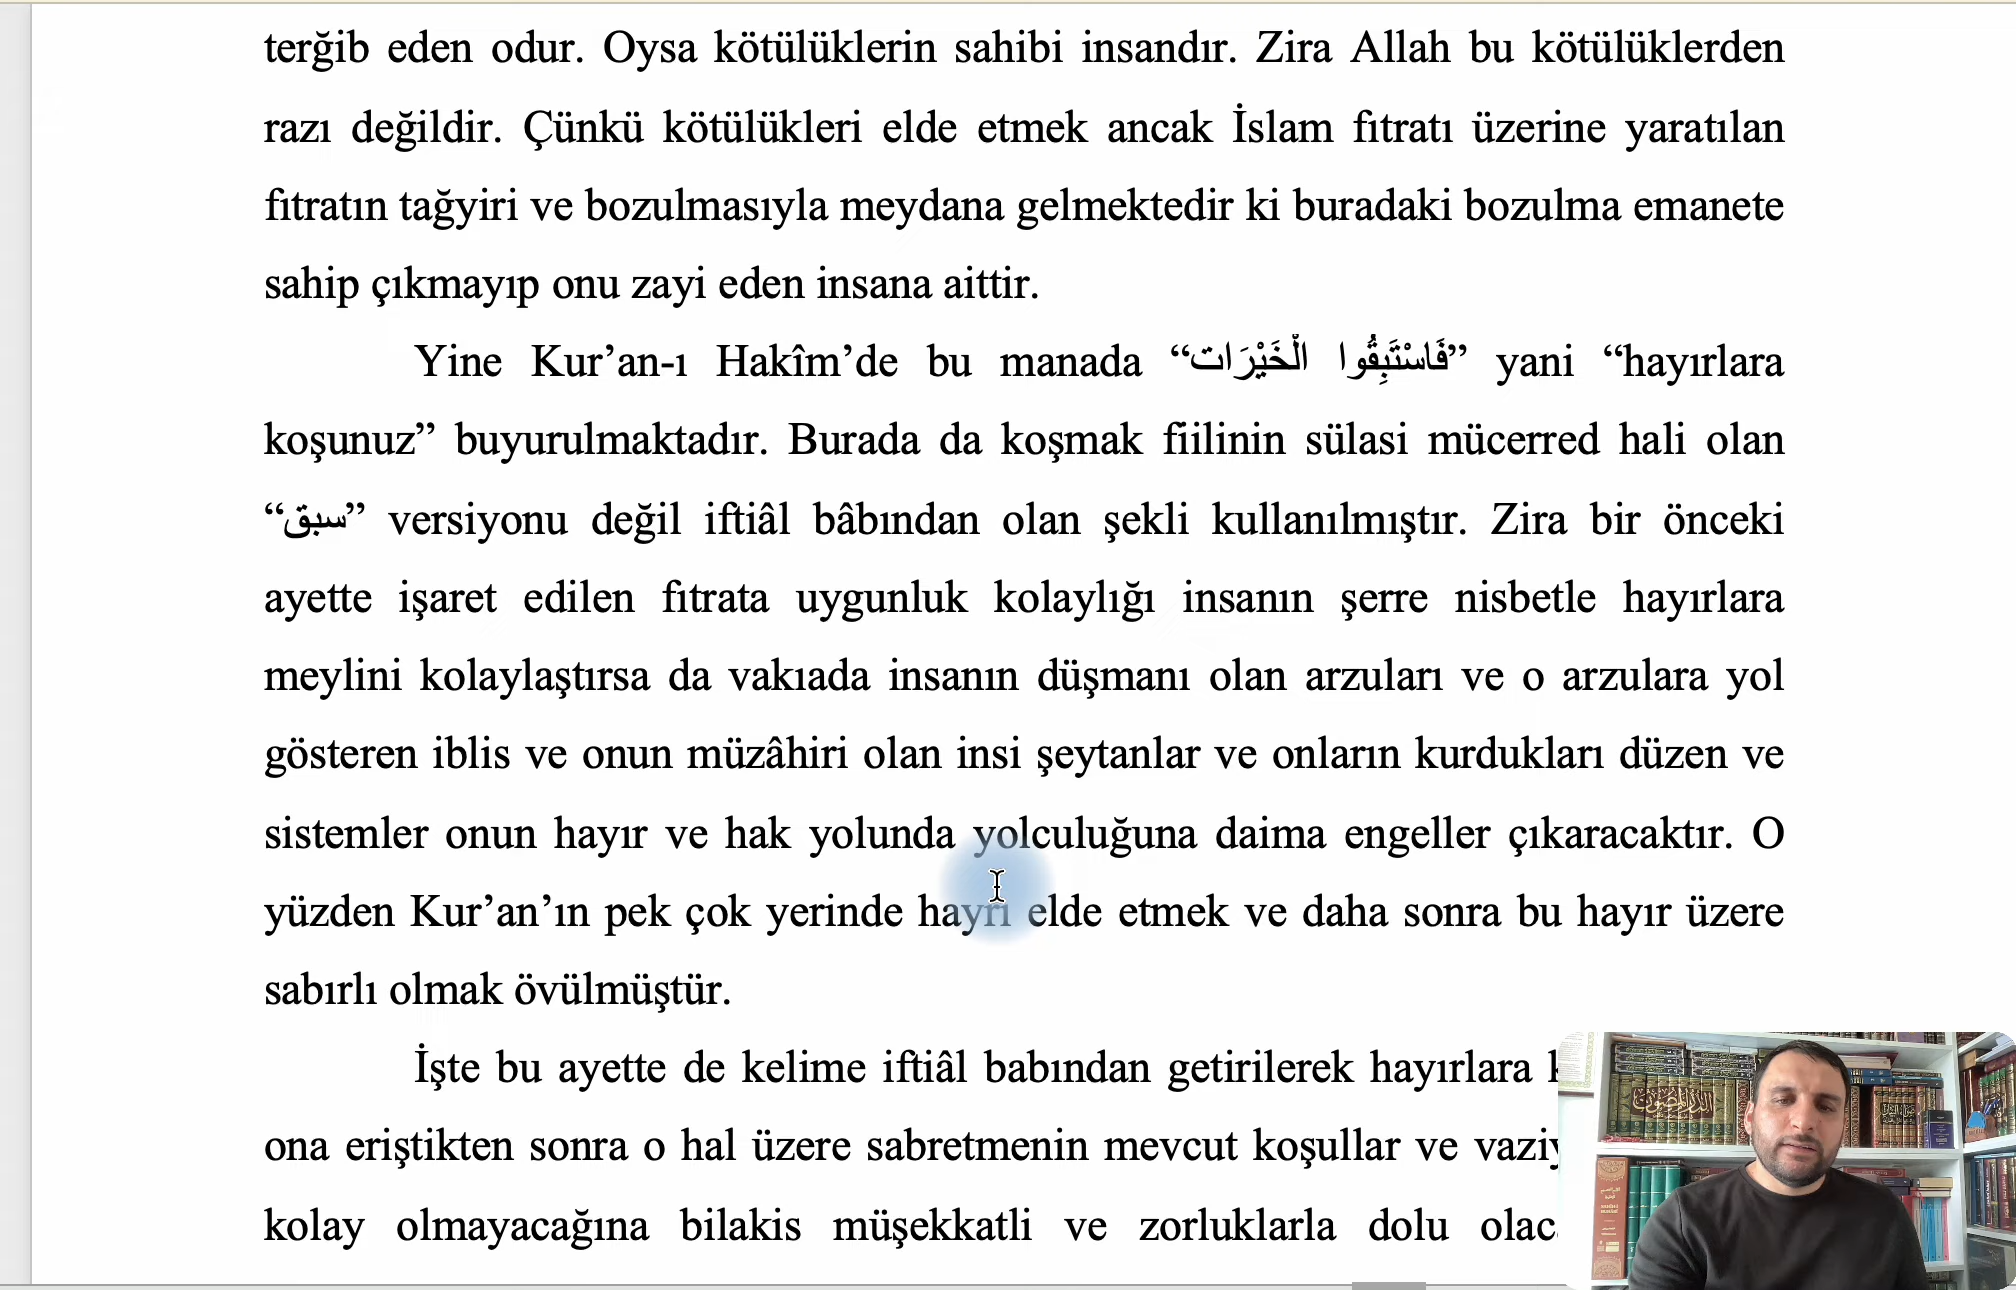 terğib eden odur. Oysa kötülüklerin sahibi insandır. Zira Allah bu kötülüklerden
razı değildir. Çünkü kötülükleri elde etmek ancak İslam fıtratı üzerine yaratılan
fıtratın tağyiri ve bozulmasıyla meydana gelmektedir ki buradaki bozulma emanete
sahip çıkmayıp onu zayi eden insana aittir.
Yine Kur’an-ı Hakîm’de bu manada “فَاسْتَبِقُوا الْخَيْرَات” yani “hayırlara
koşunuz” buyurulmaktadır. Burada da koşmak fiilinin sülasi mücerred hali olan
“سبق” versiyonu değil iftiâl bâbından olan şekli kullanılmıştır. Zira bir önceki
ayette işaret edilen fıtrata uygunluk kolaylığı insanın şerre nisbetle hayırlara
meylini kolaylaştırsa da vakıada insanın düşmanı olan arzuları ve o arzulara yol
gösteren iblis ve onun müzâhiri olan insi şeytanlar ve onların kurdukları düzen ve
sistemler onun hayır ve hak yolunda yolculuğuna daima engeller çıkaracaktır. O
yüzden Kur’an’ın pek çok yerinde hayrı elde etmek ve daha sonra bu hayır üzere
sabırlı olmak övülmüştür.
İşte bu ayette de kelime iftiâl babından getirilerek hayırlara
ona eriştikten sonra o hal üzere sabretmenin mevcut koşullar ve
kolay olmayacağına bilakis müşekkatli ve zorluklarla dolu